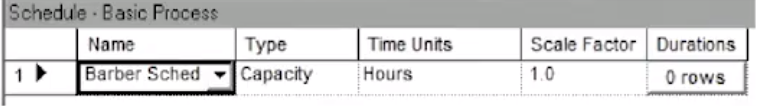 Schedule - Basic Process
Name Type Time Units Scale Factor Durations
1 Barber Sched Capacity Hours 1.0 0 rows